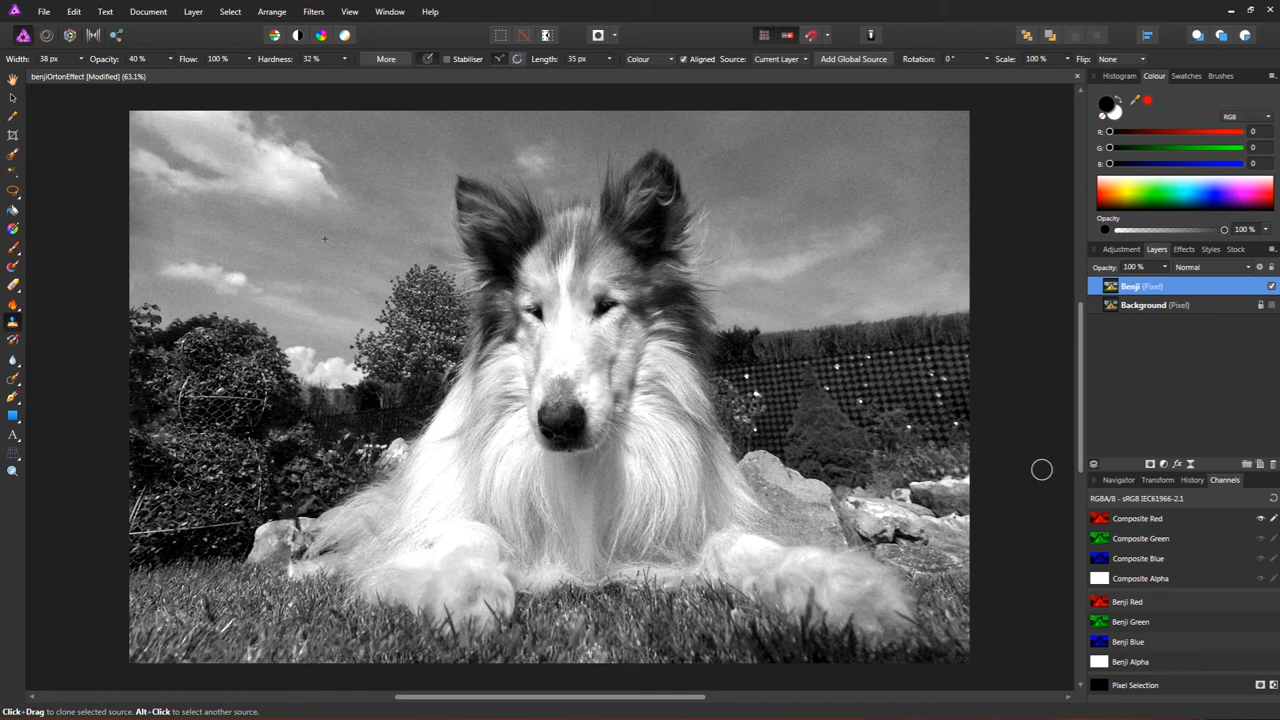 File Edit Text Document Layer Select Arrange Filters View Window Help
Width: 38 px Opacity: 40 % Flow: 100 % Hardness: 32 % More Stabiliser Length: 35 px Colour Aligned Source: Current Layer Add Global Source Rotation: 0 ° Scale: 100 % Flip: None
benjiOrtonEffect [Modified] (63.1%)
Histogram Colour Swatches Brushes
RGB
R: 0
G: 0
B: 0
Opacity
100 %
Adjustment Layers Effects Styles Stock
Opacity: 100 % Normal
Benji (Pixel)
Background (Pixel)
Navigator Transform History Channels
RGBA/8 - sRGB IEC61966-2.1
Composite Red
Composite Green
Composite Blue
Composite Alpha
Benji Red
Benji Green
Benji Blue
Benji Alpha
Pixel Selection
Click+Drag to clone selected source. Alt+Click to select another source.